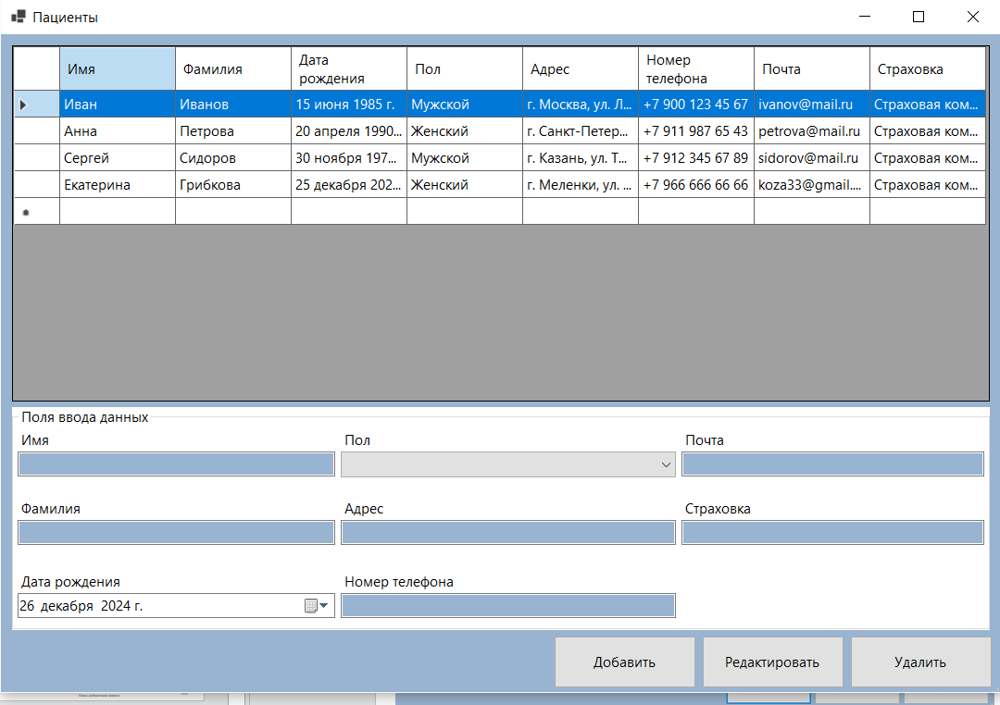 Пациенты
Имя Фамилия Дата рождения Пол Адрес Номер телефона Почта Страховка
Иван Иванов 15 июня 1985 г. Мужской г. Москва, ул. Л... +7 900 123 45 67 ivanov@mail.ru Страховая ком...
Анна Петрова 20 апреля 1990... Женский г. Санкт-Петер... +7 911 987 65 43 petrova@mail.ru Страховая ком...
Сергей Сидоров 30 ноября 197... Мужской г. Казань, ул. Т... +7 912 345 67 89 sidorov@mail.ru Страховая ком...
Екатерина Грибкова 25 декабря 202... Женский г. Меленки, ул. ... +7 966 666 66 66 koza33@gmail.... Страховая ком...
Поля ввода данных
Имя Пол Почта
Фамилия Адрес Страховка
Дата рождения Номер телефона
26 декабря 2024 г.
Добавить Редактировать Удалить